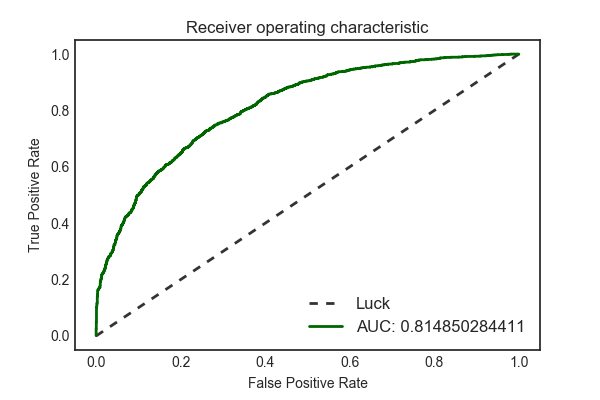 Receiver operating characteristic
1.0
0.8
0.6
0.4
0.2
0.0
True Positive Rate
Luck
AUC: 0.814850284411
0.0 0.2 0.4 0.6 0.8 1.0
False Positive Rate